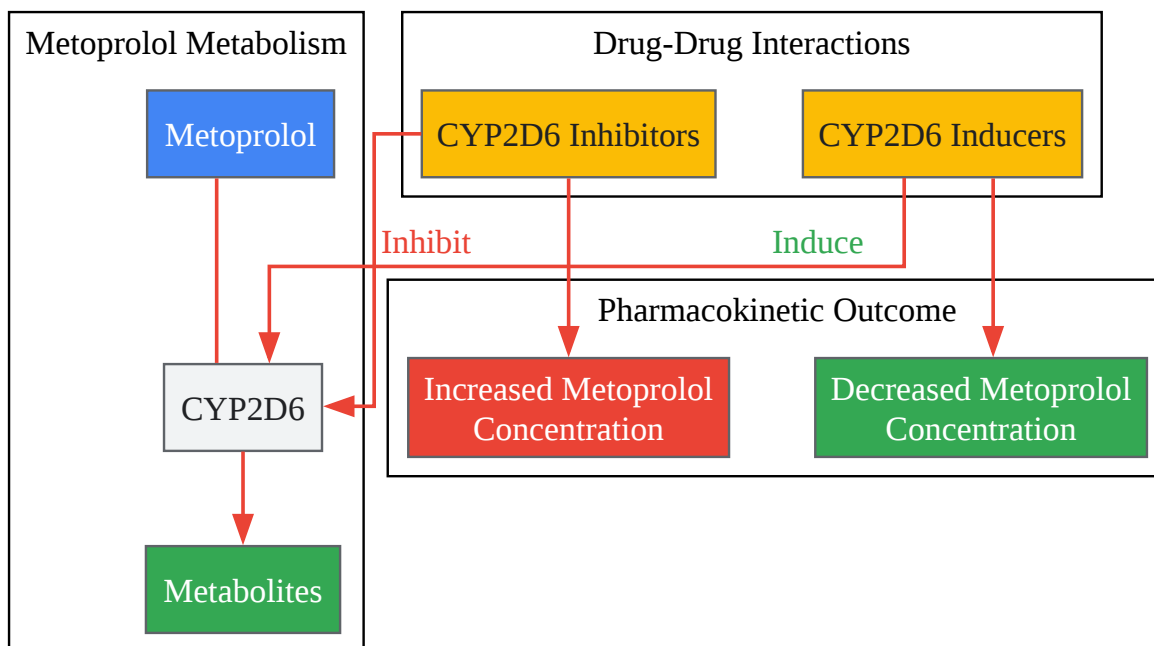 Metoprolol Metabolism
Metoprolol
CYP2D6
Metabolites
Drug-Drug Interactions
CYP2D6 Inhibitors
CYP2D6 Inducers
Inhibit
Induce
Pharmacokinetic Outcome
Increased Metoprolol
Concentration
Decreased Metoprolol
Concentration